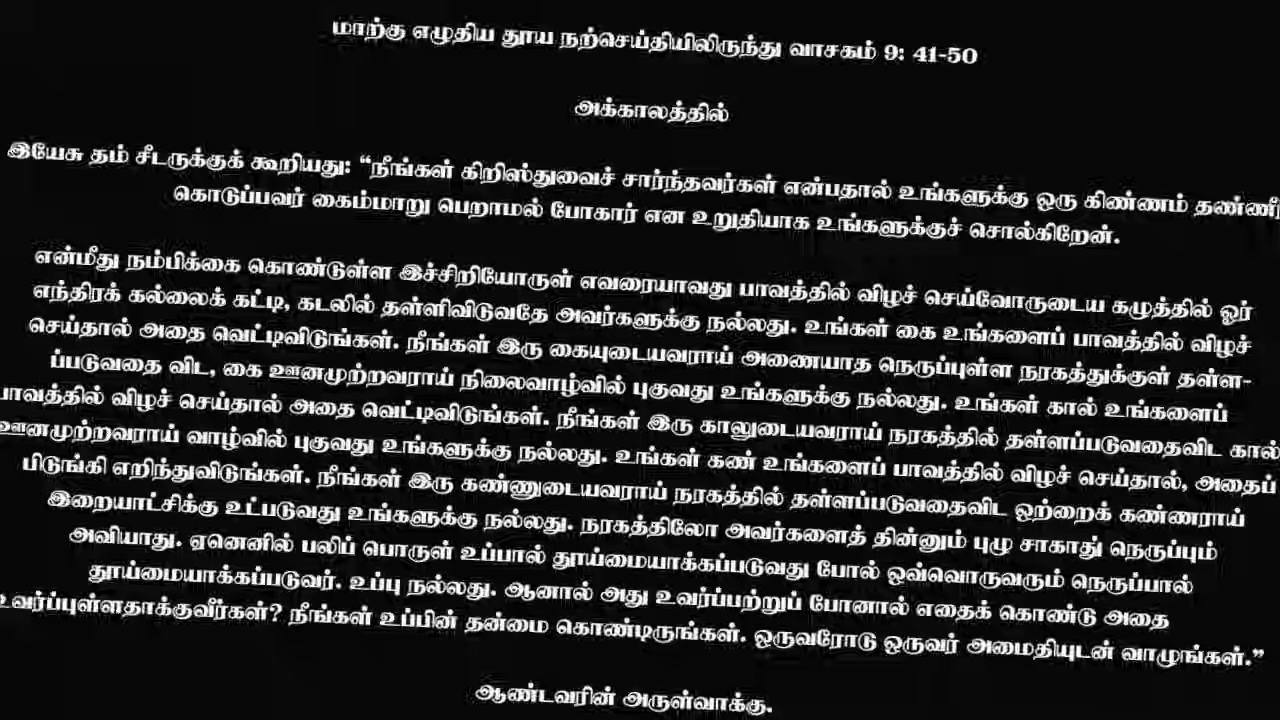 மாற்கு எழுதிய தூய நற்செய்தியிலிருந்து வாசகம் 9: 41-50
அக்காலத்தில்
இயேசு தம் சீடருக்குக் கூறியது: “நீங்கள் கிறிஸ்துவைச் சார்ந்தவர்கள் என்பதால் உங்களுக்கு ஒரு கிண்ணம்
கொடுப்பவர் கைம்மாறு பெறாமல் போகார் என உறுதியாக உங்களுக்குச் சொல்கிறேன்.
என்மீது நம்பிக்கை கொண்டுள்ள இச்சிறியோருள் எவரையாவது பாவத்தில் விழச் செய்வோருடைய கழுத்தில் ஓர்
எந்திரக் கல்லைக் கட்டி, கடலில் தள்ளிவிடுவதே அவர்களுக்கு நல்லது. உங்கள் கை உங்களைப் பாவத்தில் விழச்
செய்தால் அதை வெட்டிவிடுங்கள். நீங்கள் இரு கையுடையவராய் அணையாத நெருப்புள்ள நரகத்துக்குள் தள்ள-
ப்படுவதை விட, கை ஊனமுற்றவராய் நிலைவாழ்வில் புகுவது உங்களுக்கு நல்லது. உங்கள் கால் உங்களைப்
பாவத்தில் விழச் செய்தால் அதை வெட்டிவிடுங்கள். நீங்கள் இரு காலுடையவராய் நரகத்தில் தள்ளப்படுவதைவிட கால்
ஊனமுற்றவராய் வாழ்வில் புகுவது உங்களுக்கு நல்லது. உங்கள் கண் உங்களைப் பாவத்தில் விழச் செய்தால், அதைப்
பிடுங்கி எறிந்துவிடுங்கள். நீங்கள் இரு கண்ணுடையவராய் நரகத்தில் தள்ளப்படுவதைவிட ஒற்றைக் கண்ணராய்
இறையாட்சிக்கு உட்படுவது உங்களுக்கு நல்லது. நரகத்திலோ அவர்களைத் தின்னும் புழு சாகாது நெருப்பும்
அவியாது. ஏனெனில் பலிப் பொருள் உப்பால் தூய்மையாக்கப்படுவது போல் ஒவ்வொருவரும் நெருப்பால்
தூய்மையாக்கப்படுவர். உப்பு நல்லது. ஆனால் அது உவர்ப்பற்றுப் போனால் எதைக் கொண்டு அதை
உவர்ப்புள்ளதாக்குவீர்கள்? நீங்கள் உப்பின் தன்மை கொண்டிருங்கள். ஒருவரோடு ஒருவர் அமைதியுடன் வாழுங்கள்.”
ஆண்டவரின் அருள்வாக்கு.